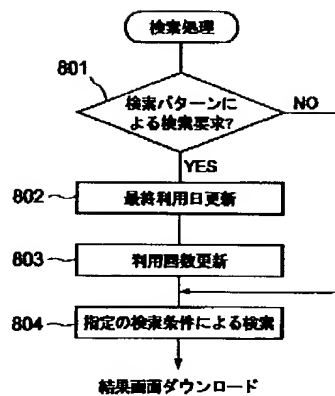 検索処理
801
検索パターンに
よる検索要求?
NO
YES
802
最終利用日更新
803
利用回数更新
804
指定の検索条件による検索
結果画面ダウンロード